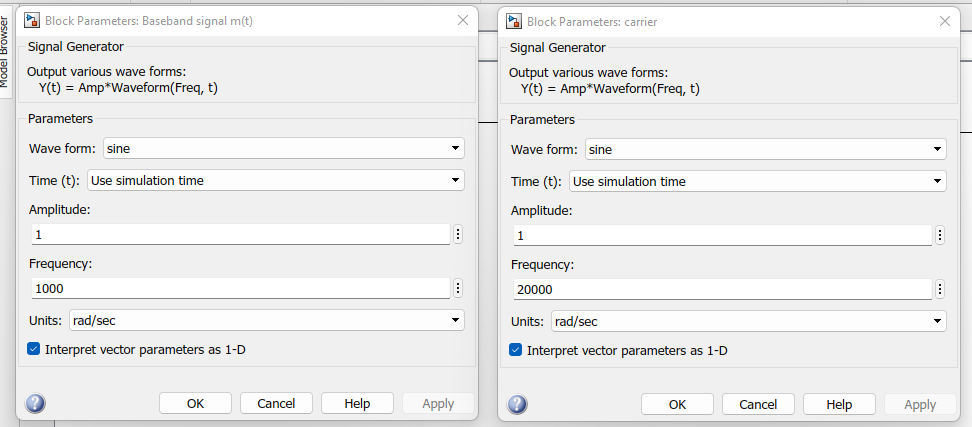 Model Browser
Block Parameters: Baseband signal m(t)
Signal Generator
Output various wave forms:
Y(t) = Amp*Waveform(Freq, t)
Parameters
Wave form: sine
Time (t): Use simulation time
Amplitude:
1
Frequency:
1000
Units: rad/sec
Interpret vector parameters as 1-D
OK Cancel Help Apply
Block Parameters: carrier
Signal Generator
Output various wave forms:
Y(t) = Amp*Waveform(Freq, t)
Parameters
Wave form: sine
Time (t): Use simulation time
Amplitude:
1
Frequency:
20000
Units: rad/sec
Interpret vector parameters as 1-D
OK Cancel Help Apply